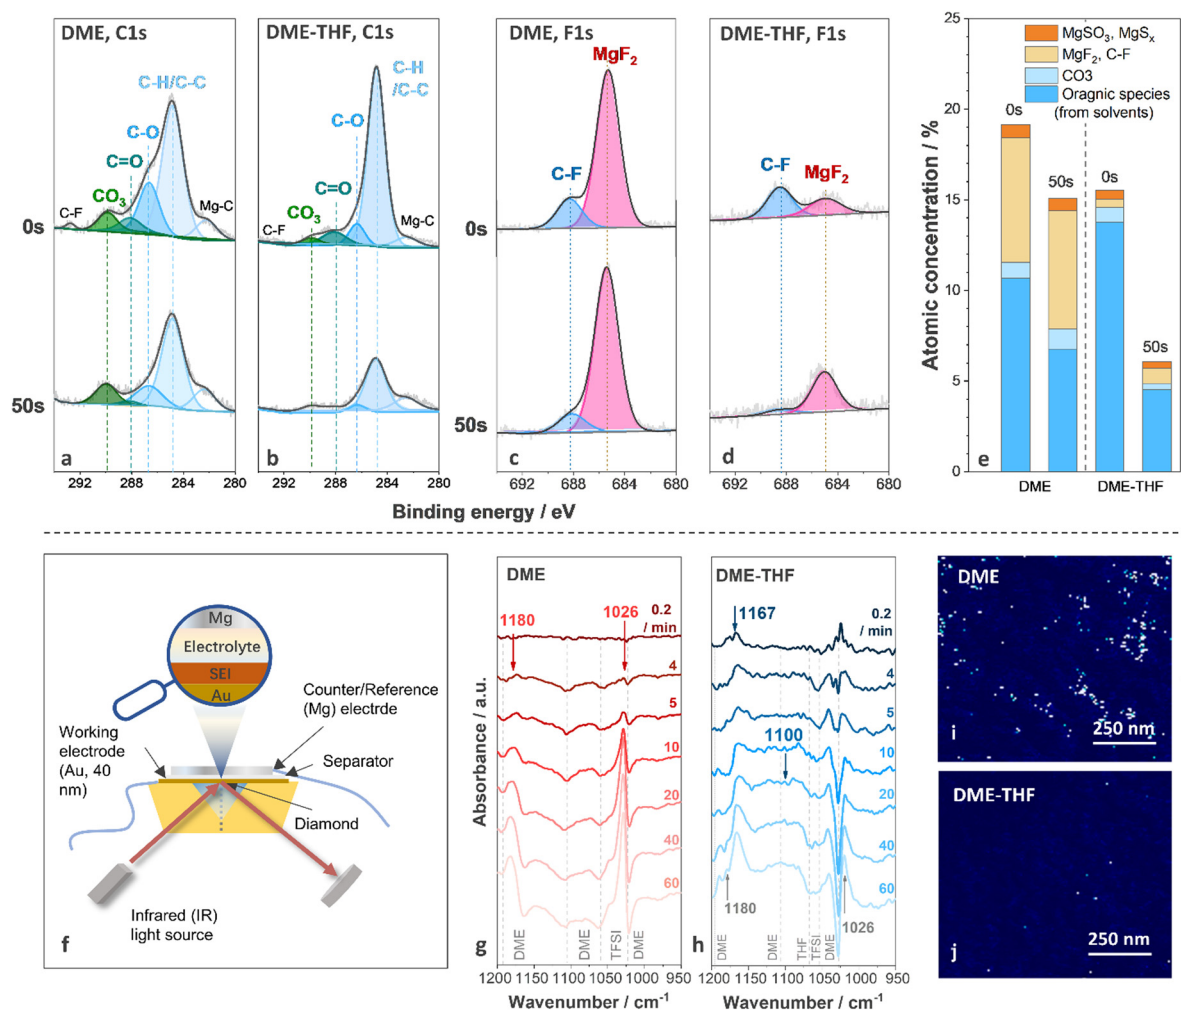 DME, C1s
C-H/C-C
C-O
C=O
CO3
C-F
Mg-C
0s
50s
a
292 288 284 280
DME-THF, C1s
C-H
/C-C
C-O
C=O
CO3
C-F
Mg-C
b
292 288 284 280
DME, F1s
MgF2
C-F
0s
50s
c
692 688 684 680
DME-THF, F1s
C-F
MgF2
d
692 688 684 680
Binding energy / eV
Atomic concentration / %
25
20
15
10
5
0
MgSO3, MgSx
MgF2, C-F
CO3
Oragnic species
(from solvents)
0s
50s
0s
50s
e
DME DME-THF
Mg
Electrolyte
SEI
Au
Counter/Reference
(Mg) electrde
Working
electrode
(Au, 40
nm)
Separator
Diamond
Infrared (IR)
light source
f
DME
1180
1026
0.2
/ min
4
5
10
20
40
60
Absorbance / a.u.
g
DME
DME
TFSI
DME
1200 1150 1100 1050 1000 950
Wavenumber / cm-1
DME-THF
1167
0.2
/ min
4
5
1100
10
20
40
60
1180
1026
h
DME
DME
THF
TFSI
DME
1200 1150 1100 1050 1000 950
Wavenumber / cm-1
DME
i
250 nm
DME-THF
j
250 nm